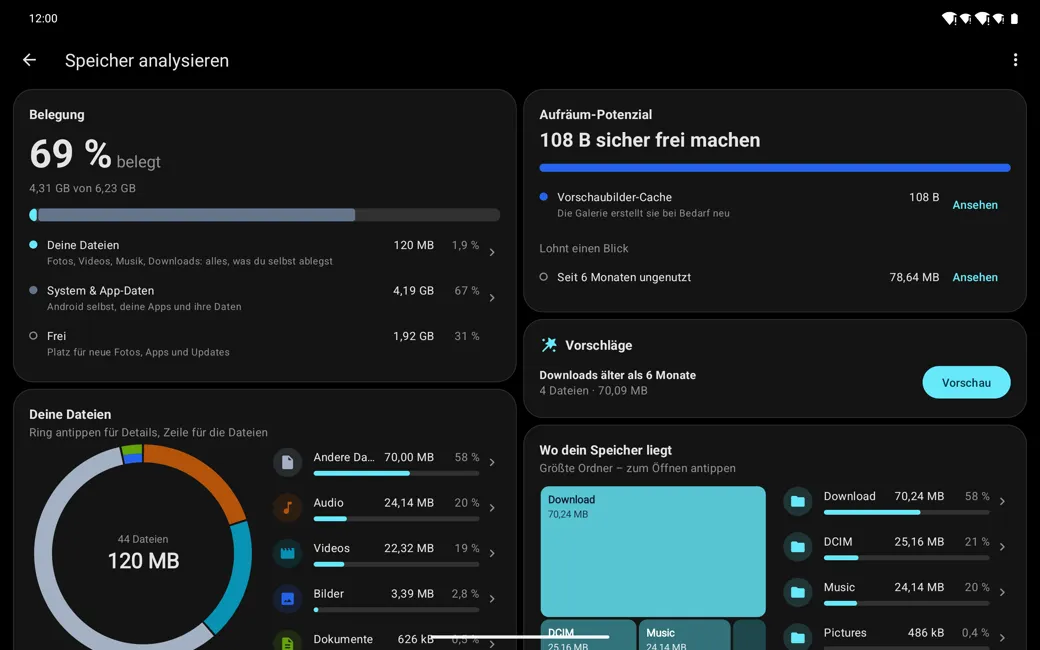 12:00
Speicher analysieren
Belegung
69 % belegt
4,31 GB von 6,23 GB
Deine Dateien 120 MB 1,9 %
Fotos, Videos, Musik, Downloads: alles, was du selbst ablegst
System & App-Daten 4,19 GB 67 %
Android selbst, deine Apps und ihre Daten
Frei 1,92 GB 31 %
Platz für neue Fotos, Apps und Updates
Deine Dateien
Ring antippen für Details, Zeile für die Dateien
44 Dateien
120 MB
Andere Da... 70,00 MB 58 %
Audio 24,14 MB 20 %
Videos 22,32 MB 19 %
Bilder 3,39 MB 2,8 %
Dokumente 626 kB 0,5 %
Aufräum-Potenzial
108 B sicher frei machen
Vorschaubilder-Cache 108 B Ansehen
Die Galerie erstellt sie bei Bedarf neu
Lohnt einen Blick
Seit 6 Monaten ungenutzt 78,64 MB Ansehen
Vorschläge
Downloads älter als 6 Monate
4 Dateien · 70,09 MB
Vorschau
Wo dein Speicher liegt
Größte Ordner – zum Öffnen antippen
Download
70,24 MB
DCIM
25,16 MB
Music
24,14 MB
Download 70,24 MB 58 %
DCIM 25,16 MB 21 %
Music 24,14 MB 20 %
Pictures 486 kB 0,4 %